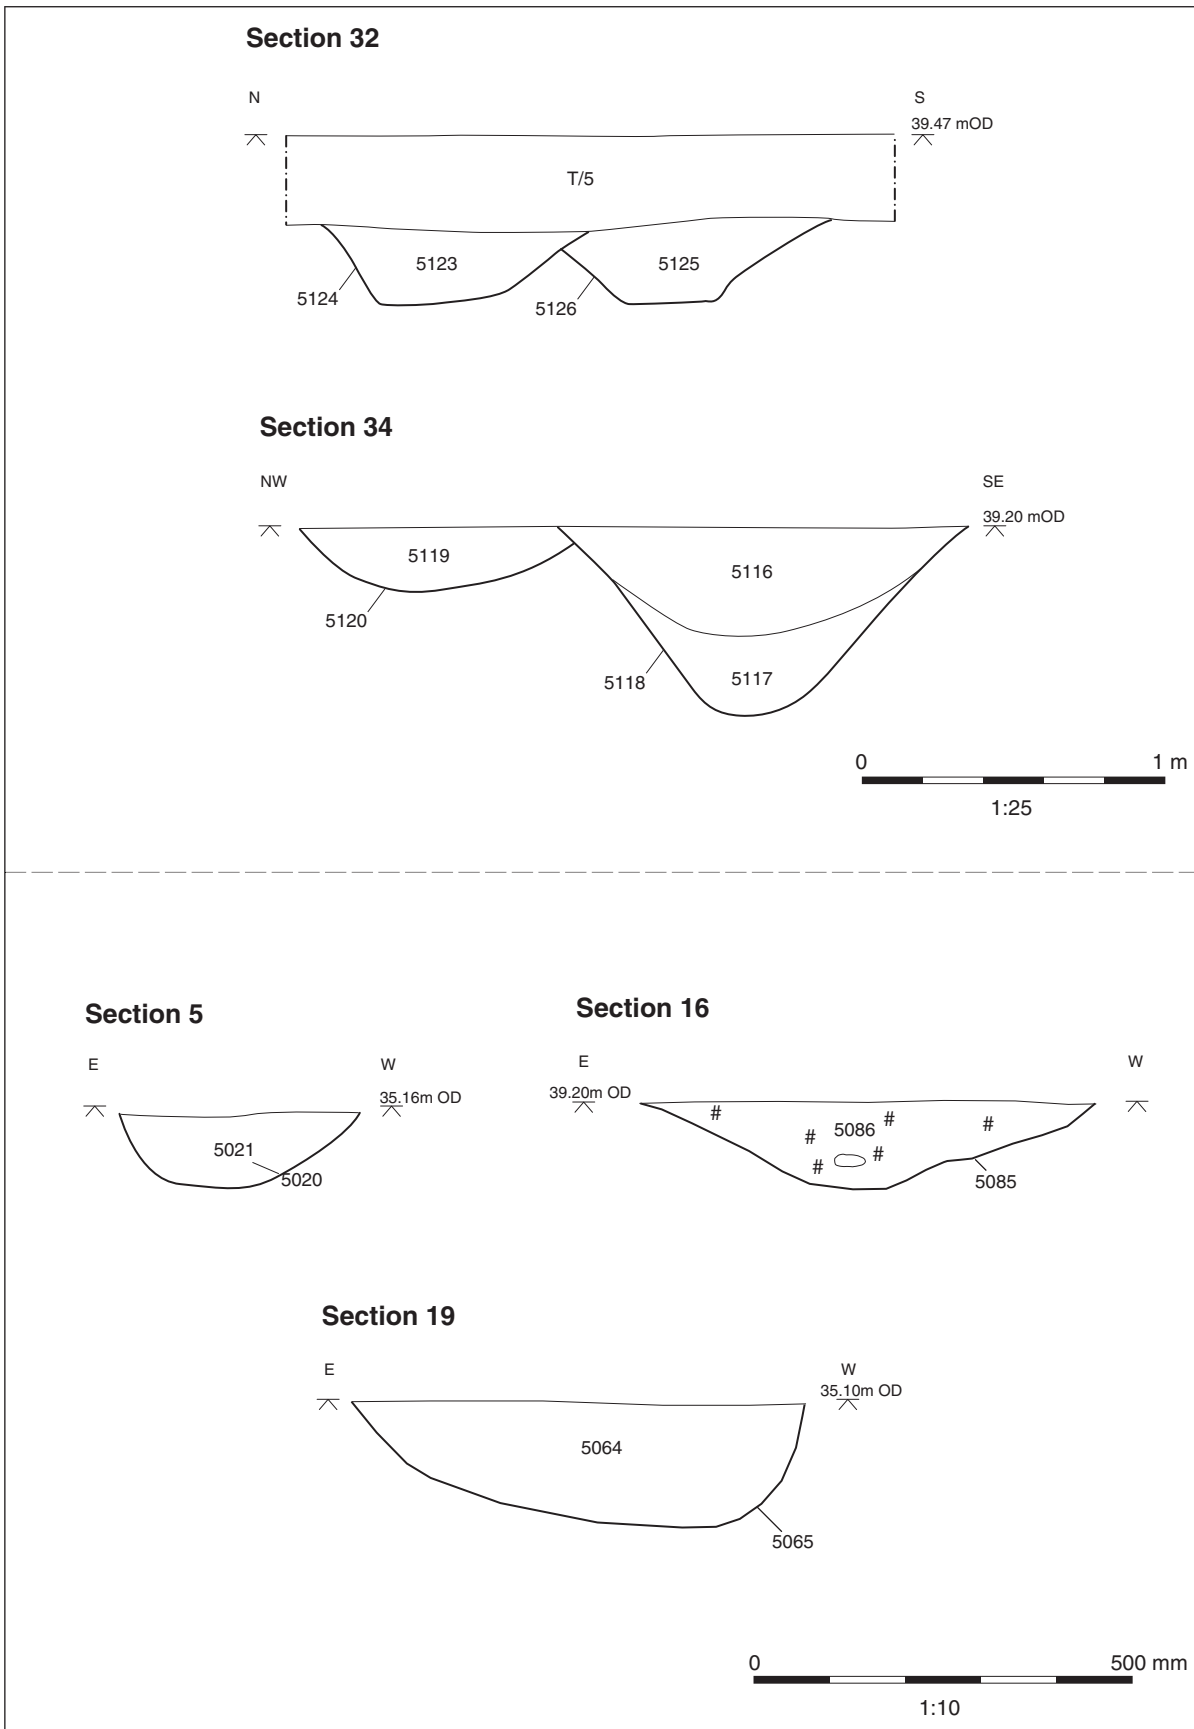 Section 32
N
S
39.47 mOD
T/5
5123
5125
5124
5126
Section 34
NW
SE
39.20 mOD
5119
5116
5120
5118
5117
0
1 m
1:25
Section 5
Section 16
E
W
E
W
35.16m OD
39.20m OD
#
#
5086
#
#
5021
#
#
5020
5085
Section 19
E
W
35.10m OD
5064
5065
0
500 mm
1:10